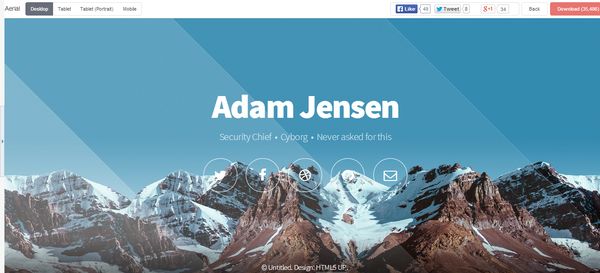 Aerial Desktop Tablet Tablet (Portrait) Mobile Like 48 Tweet 8 g+1 34 Back Download (35,486)
Adam Jensen
Security Chief • Cyborg • Never asked for this
© Untitled. Design: HTML5 UP.